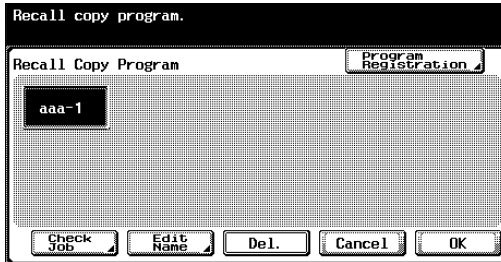 Recall copy program.
Recall Copy Program
Program
Registration
aaa-1
Check
Job
Edit
Name
Del.
Cancel
OK